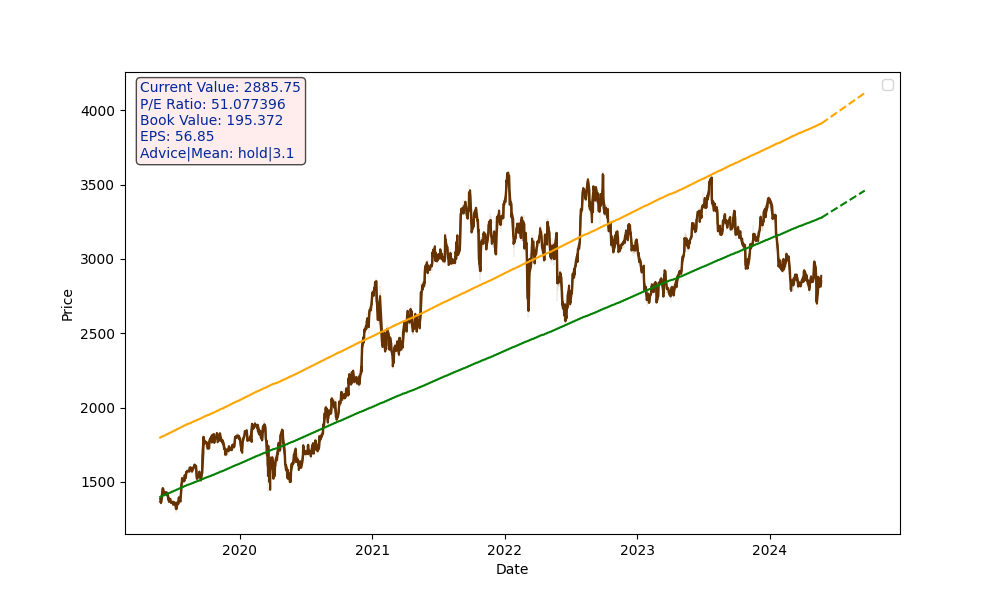 Current Value: 2885.75
P/E Ratio: 51.077396
Book Value: 195.372
EPS: 56.85
Advice|Mean: hold|3.1
4000
3500
3000
2500
2000
1500
Price
2020 2021 2022 2023 2024
Date